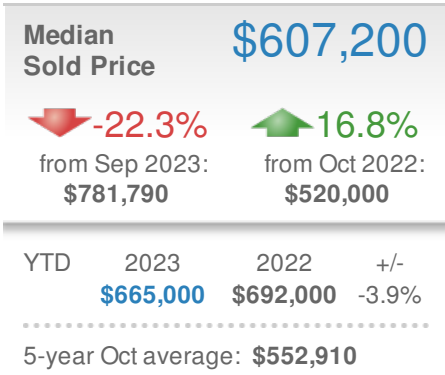 Median
Sold Price
$607,200
-22.3%
from Sep 2023:
$781,790
16.8%
from Oct 2022:
$520,000
YTD 2023 2022 +/-
$665,000 $692,000 -3.9%
5-year Oct average: $552,910